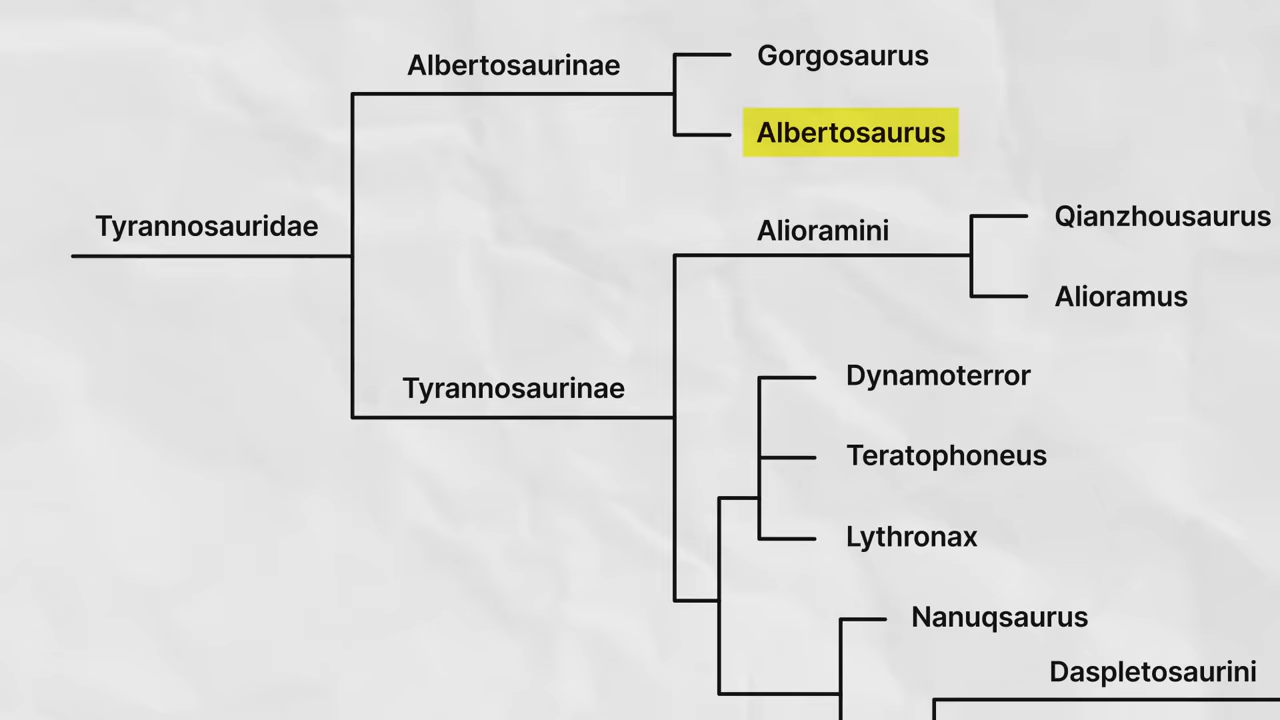 Albertosaurinae
Gorgosaurus
Albertosaurus
Tyrannosauridae
Alioramini
Qianzhousaurus
Alioramus
Tyrannosaurinae
Dynamoterror
Teratophoneus
Lythronax
Nanuqsaurus
Daspletosaurini